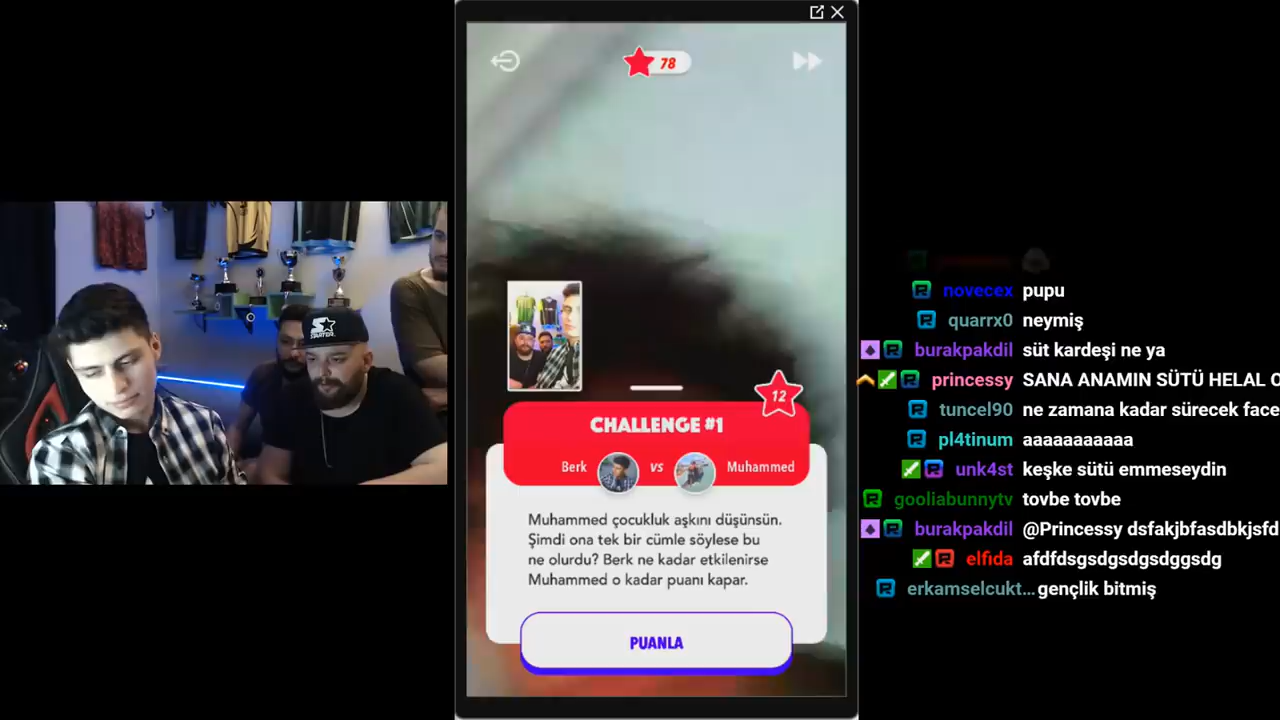 78
12
CHALLENGE #1
Berk vs Muhammed
Muhammed çocukluk aşkını düşünsün.
Şimdi ona tek bir cümle söylese bu
ne olurdu? Berk ne kadar etkilenirse
Muhammed o kadar puanı kapar.
PUANLA
STARTER
novecex pupu
quarrx0 neymiş
burakpakdil süt kardeşi ne ya
princessy SANA ANAMIN SÜTÜ HELAL O
tuncel90 ne zamana kadar sürecek face
pl4tinum aaaaaaaaaaa
unk4st keşke sütü emmeseydin
gooliabunnytv tovbe tovbe
burakpakdil @Princessy dsfakjbfasdbkjsfd
elfida afdfdsgsdgsdgsdggsdg
erkamselcukt... gençlik bitmiş